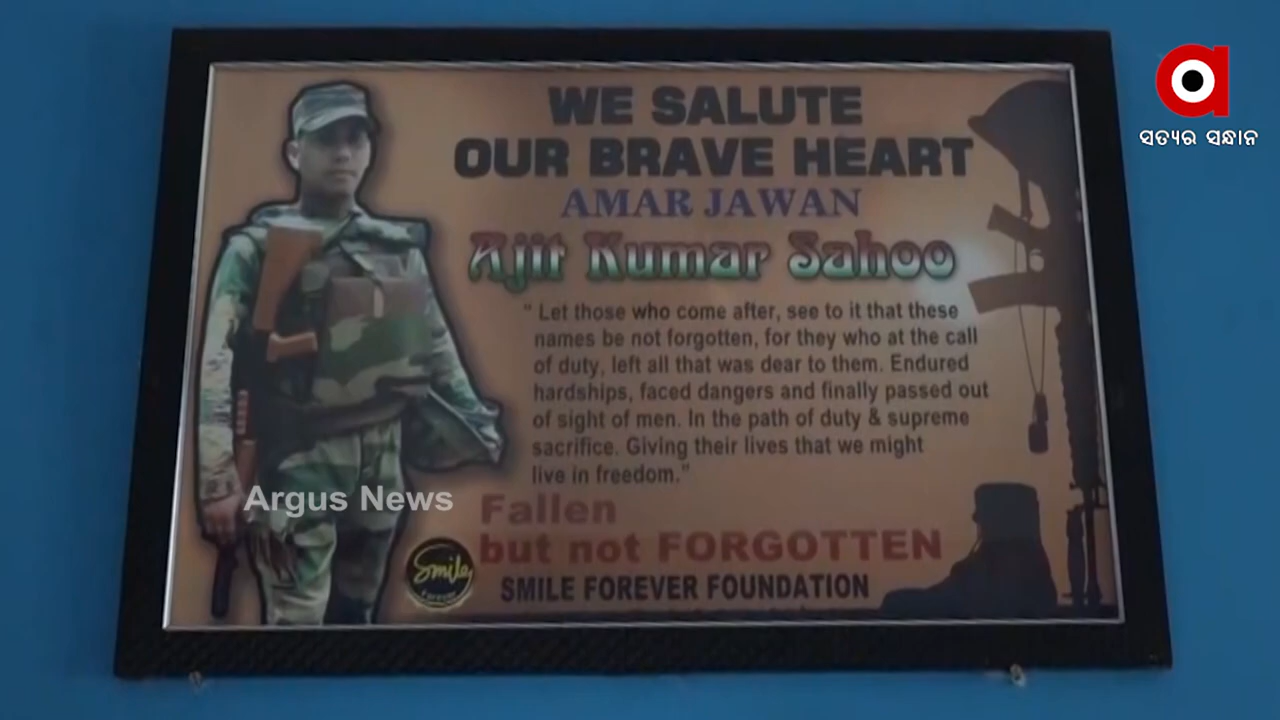 ସତ୍ୟର ସନ୍ଧାନ
WE SALUTE
OUR BRAVE HEART
AMAR JAWAN
Ajit Kumar Sahoo
“ Let those who come after, see to it that these
names be not forgotten, for they who at the call
of duty, left all that was dear to them. Endured
hardships, faced dangers and finally passed out
of sight of men. In the path of duty & supreme
sacrifice. Giving their lives that we might
live in freedom.”
Argus News
Fallen
but not FORGOTTEN
Smile
SMILE FOREVER FOUNDATION